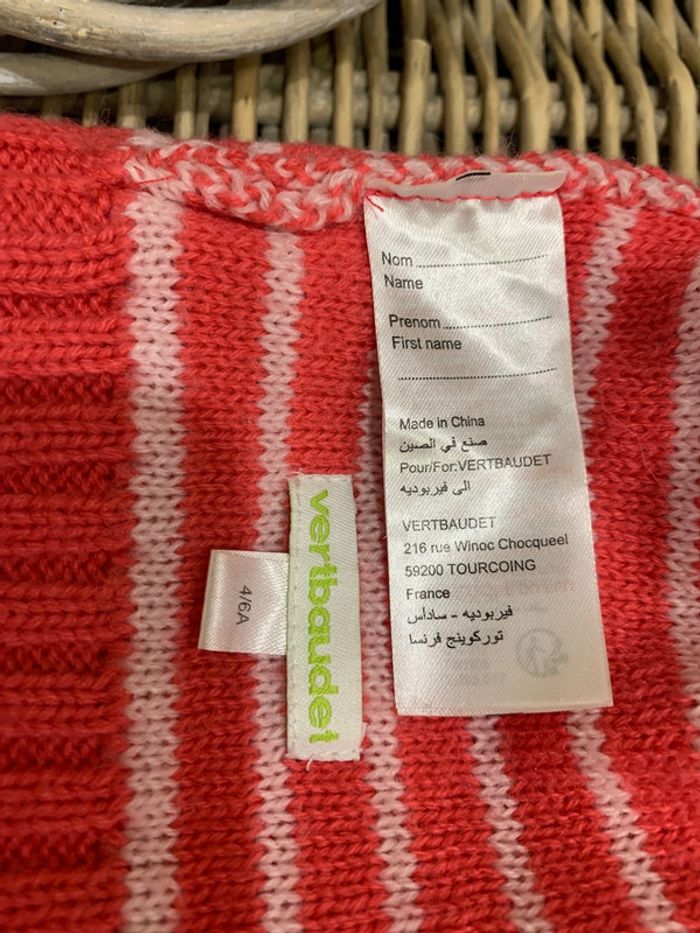 Nom
Name
Prenom
First name
Made in China
صنع في الصين
Pour/For:VERTBAUDET
الى فيربوديه
VERTBAUDET
216 rue Winoc Chocqueel
59200 TOURCOING
France
فيربوديه - سادأس
توركوينج فرنسا
vertbaudet
4/6A